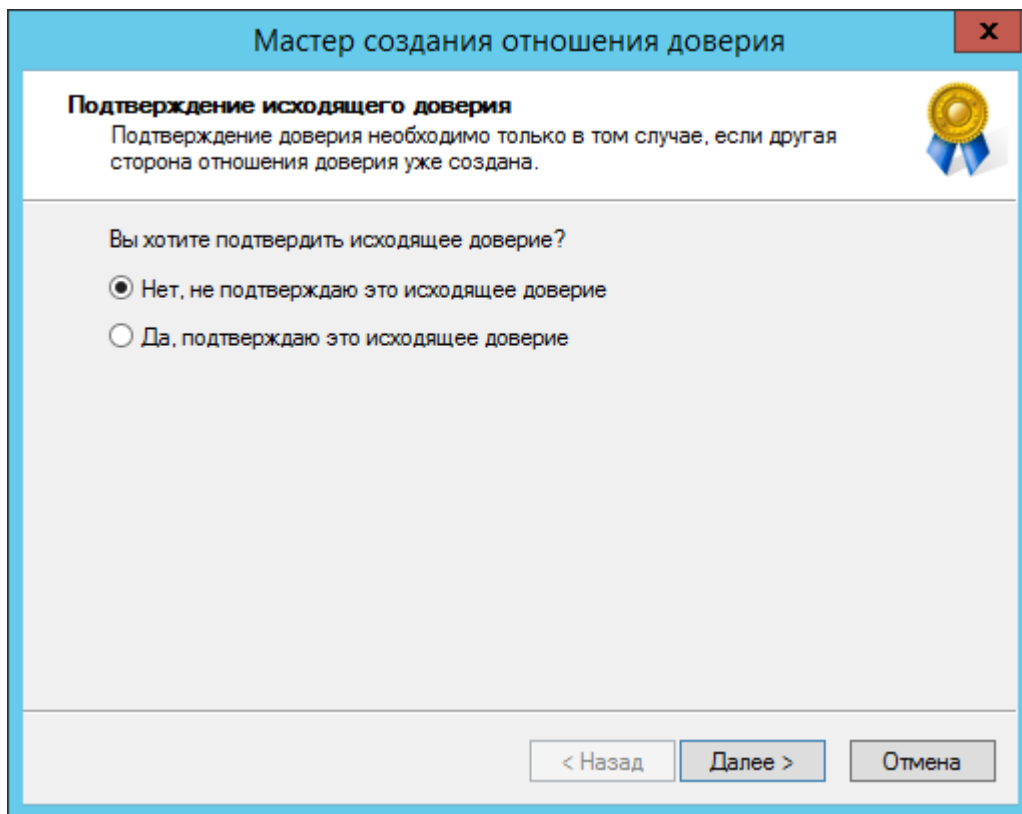 Мастер создания отношения доверия
x
Подтверждение исходящего доверия
Подтверждение доверия необходимо только в том случае, если другая
сторона отношения доверия уже создана.
Вы хотите подтвердить исходящее доверие?
Нет, не подтверждаю это исходящее доверие
Да, подтверждаю это исходящее доверие
< Назад Далее > Отмена